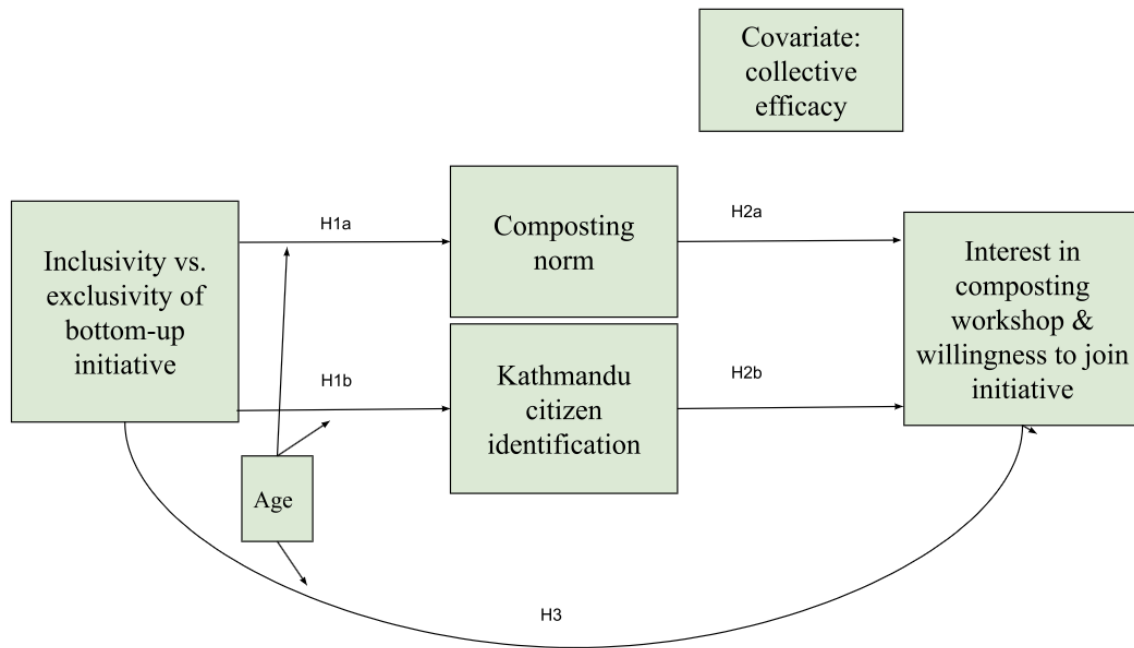 Covariate:
collective
efficacy
Inclusivity vs.
exclusivity of
bottom-up
initiative
H1a
Composting
norm
H2a
Interest in
composting
workshop &
willingness to join
initiative
H1b
Kathmandu
citizen
identification
H2b
Age
H3